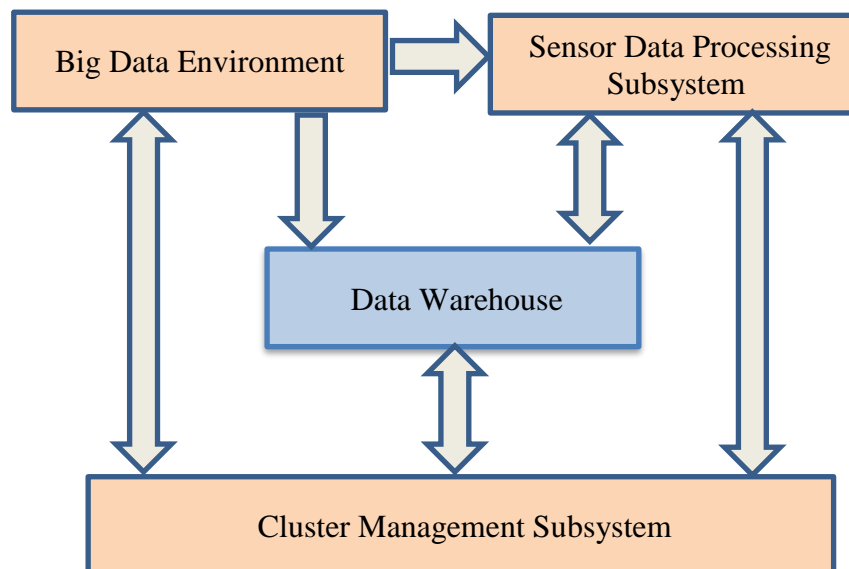 Big Data Environment
Sensor Data Processing
Subsystem
Data Warehouse
Cluster Management Subsystem